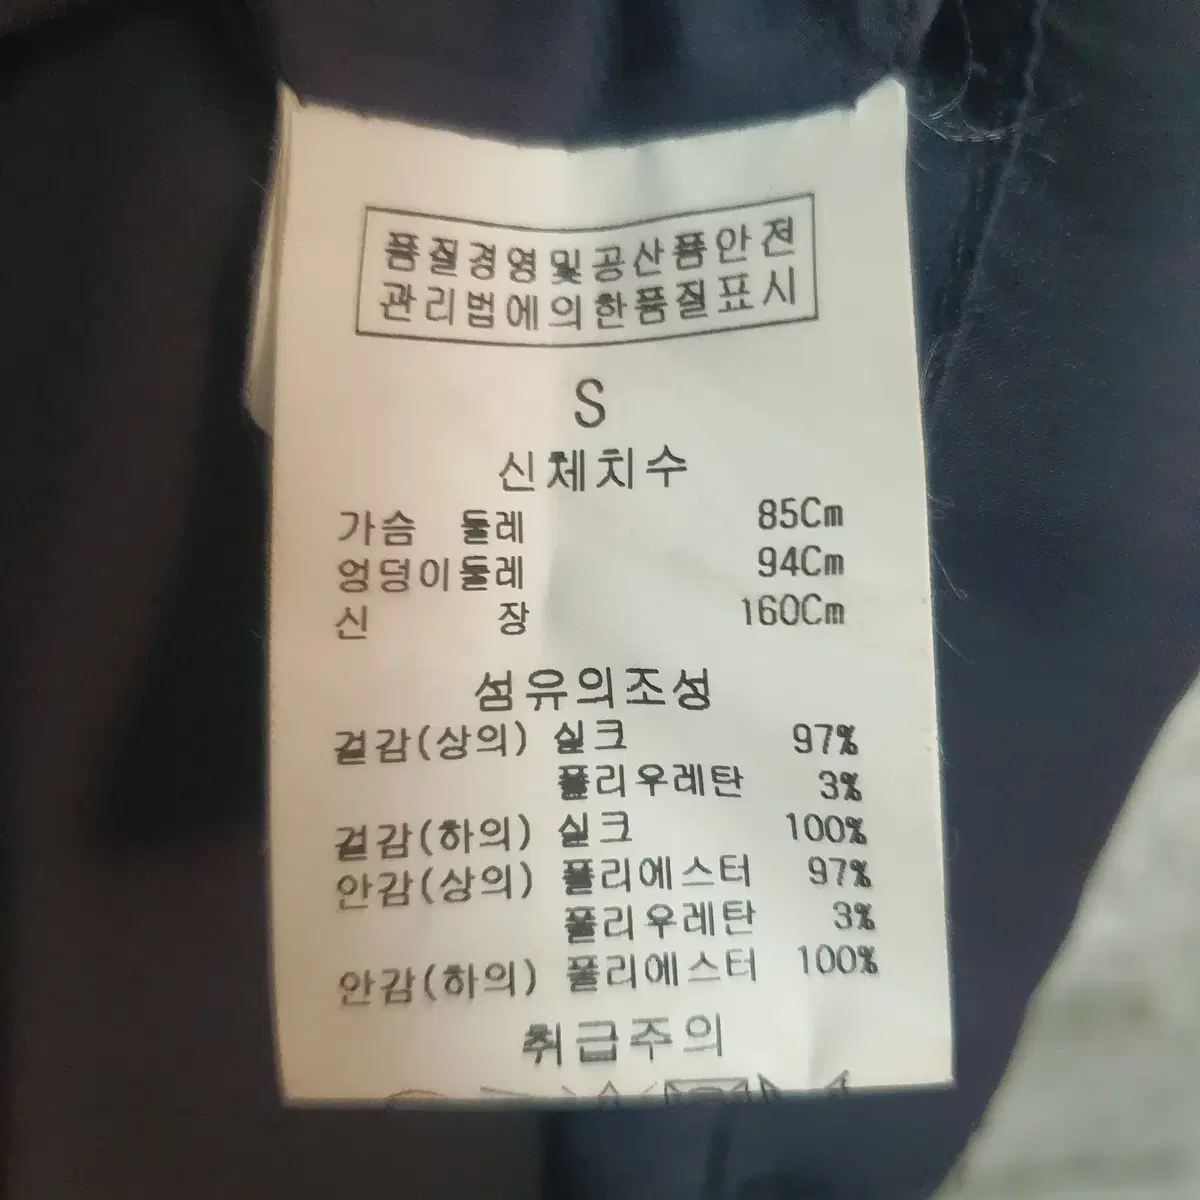 품질경영및공산품안전
관리법에의한품질표시
S
신체치수
가슴 둘레 85Cm
엉덩이둘레 94Cm
신 장 160Cm
섬유의조성
겉감(상의) 실크 97%
폴리우레탄 3%
겉감(하의) 실크 100%
안감(상의) 폴리에스터 97%
폴리우레탄 3%
안감(하의) 폴리에스터 100%
취급주의